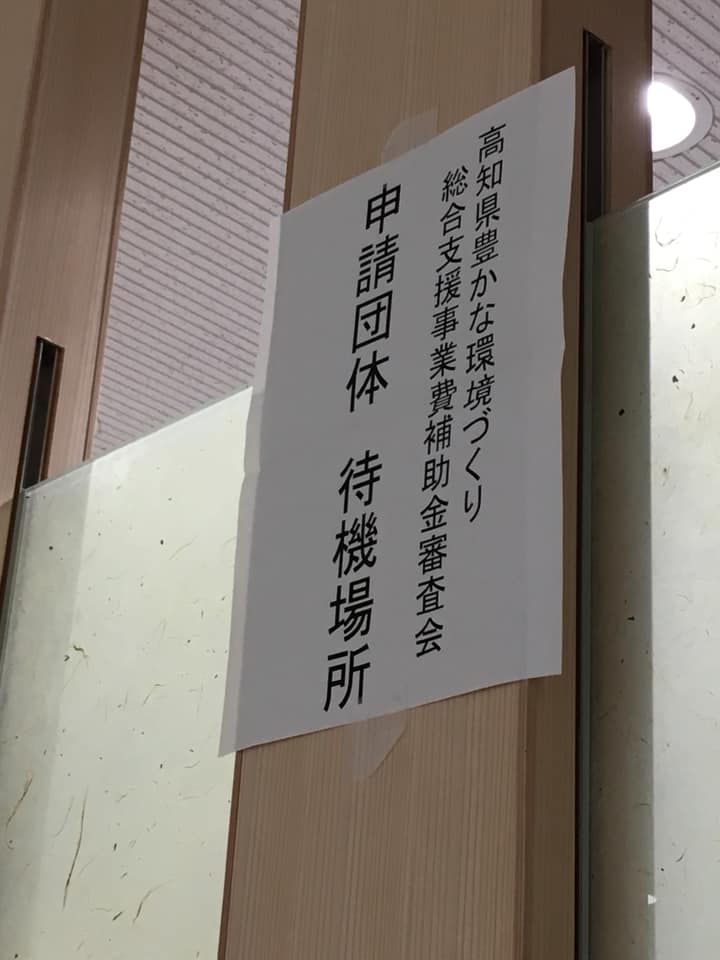 高知県豊かな環境づくり
総合支援事業費補助金審査会
申請団体　待機場所